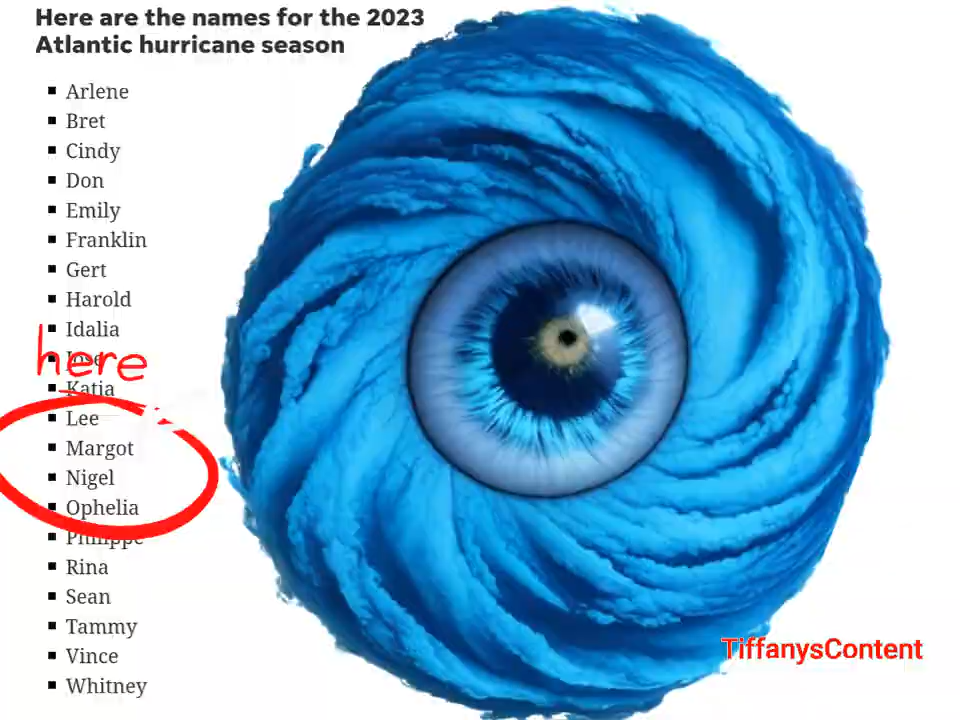 Here are the names for the 2023
Atlantic hurricane season
Arlene
Bret
Cindy
Don
Emily
Franklin
Gert
Harold
Idalia
Jose
here
Katia
Lee
Margot
Nigel
Ophelia
Philippe
Rina
Sean
Tammy
Vince
Whitney
TiffanysContent